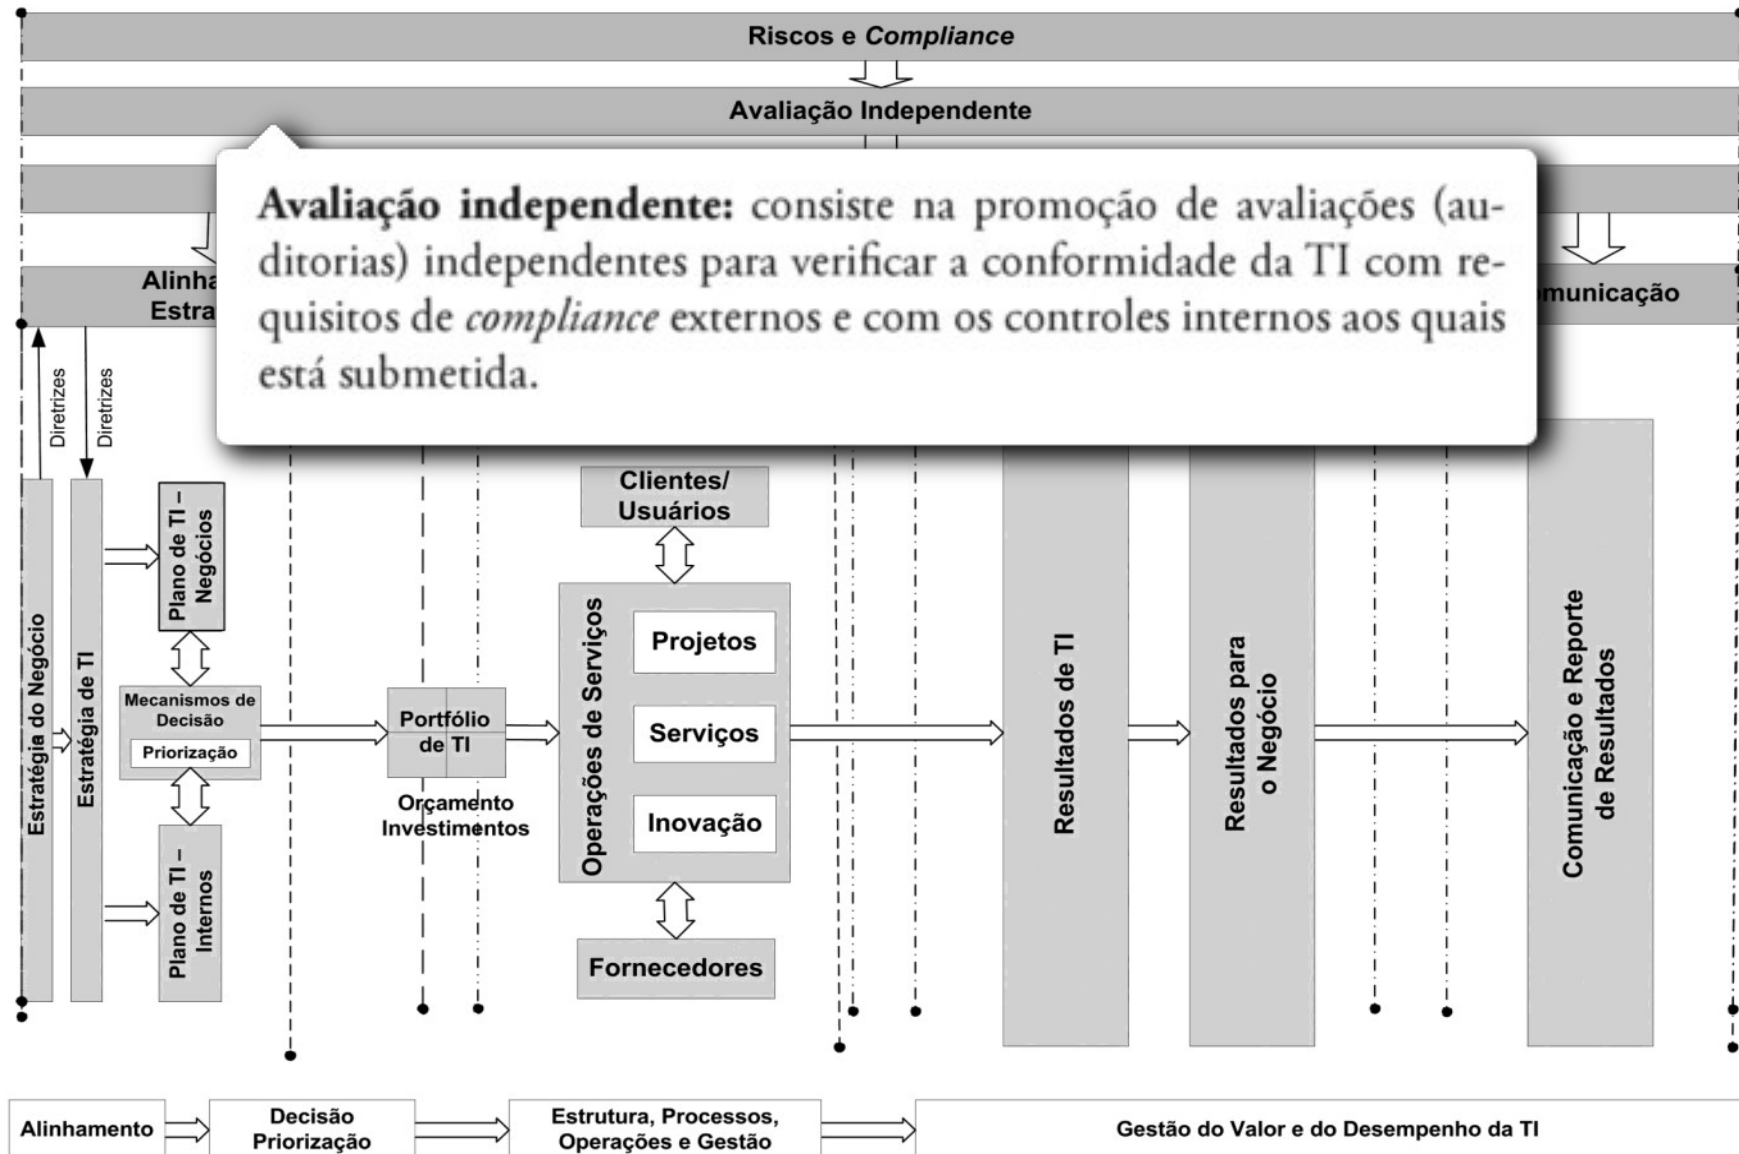 Riscos e Compliance
Avaliação Independente
Avaliação independente: consiste na promoção de avaliações (au-
ditorias) independentes para verificar a conformidade da TI com re-
quisitos de compliance externos e com os controles internos aos quais
está submetida.
Diretrizes
Diretrizes
Estratégia do Negócio
Estratégia de TI
Plano de TI –
Negócios
Mecanismos de
Decisão
Priorização
Plano de TI –
Internos
Portfólio
de TI
Orçamento
Investimentos
Clientes/
Usuários
Operações de Serviços
Projetos
Serviços
Inovação
Fornecedores
Resultados de TI
Resultados para
o Negócio
Comunicação e Reporte
de Resultados
Alinhamento
Decisão
Priorização
Estrutura, Processos,
Operações e Gestão
Gestão do Valor e do Desempenho da TI